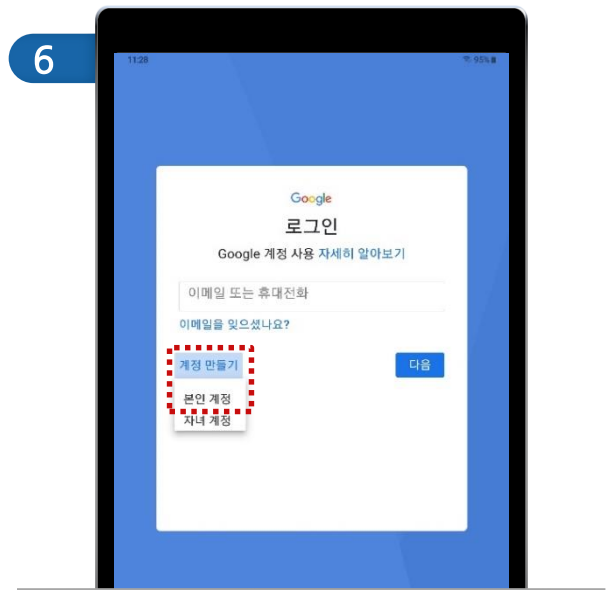 6
11:28
95%
Google
로그인
Google 계정 사용 자세히 알아보기
이메일 또는 휴대전화
이메일을 잊으셨나요?
계정 만들기
다음
본인 계정
자녀 계정